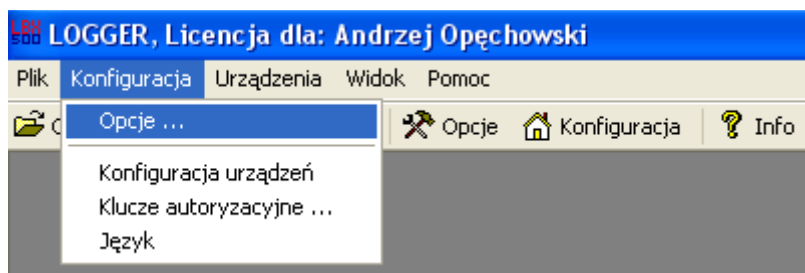 LOGGER, Licencja dla: Andrzej Opęchowski
Plik Konfiguracja Urządzenia Widok Pomoc
Opcje ... Opcje Konfiguracja Info
Konfiguracja urządzeń
Klucze autoryzacyjne ...
Język